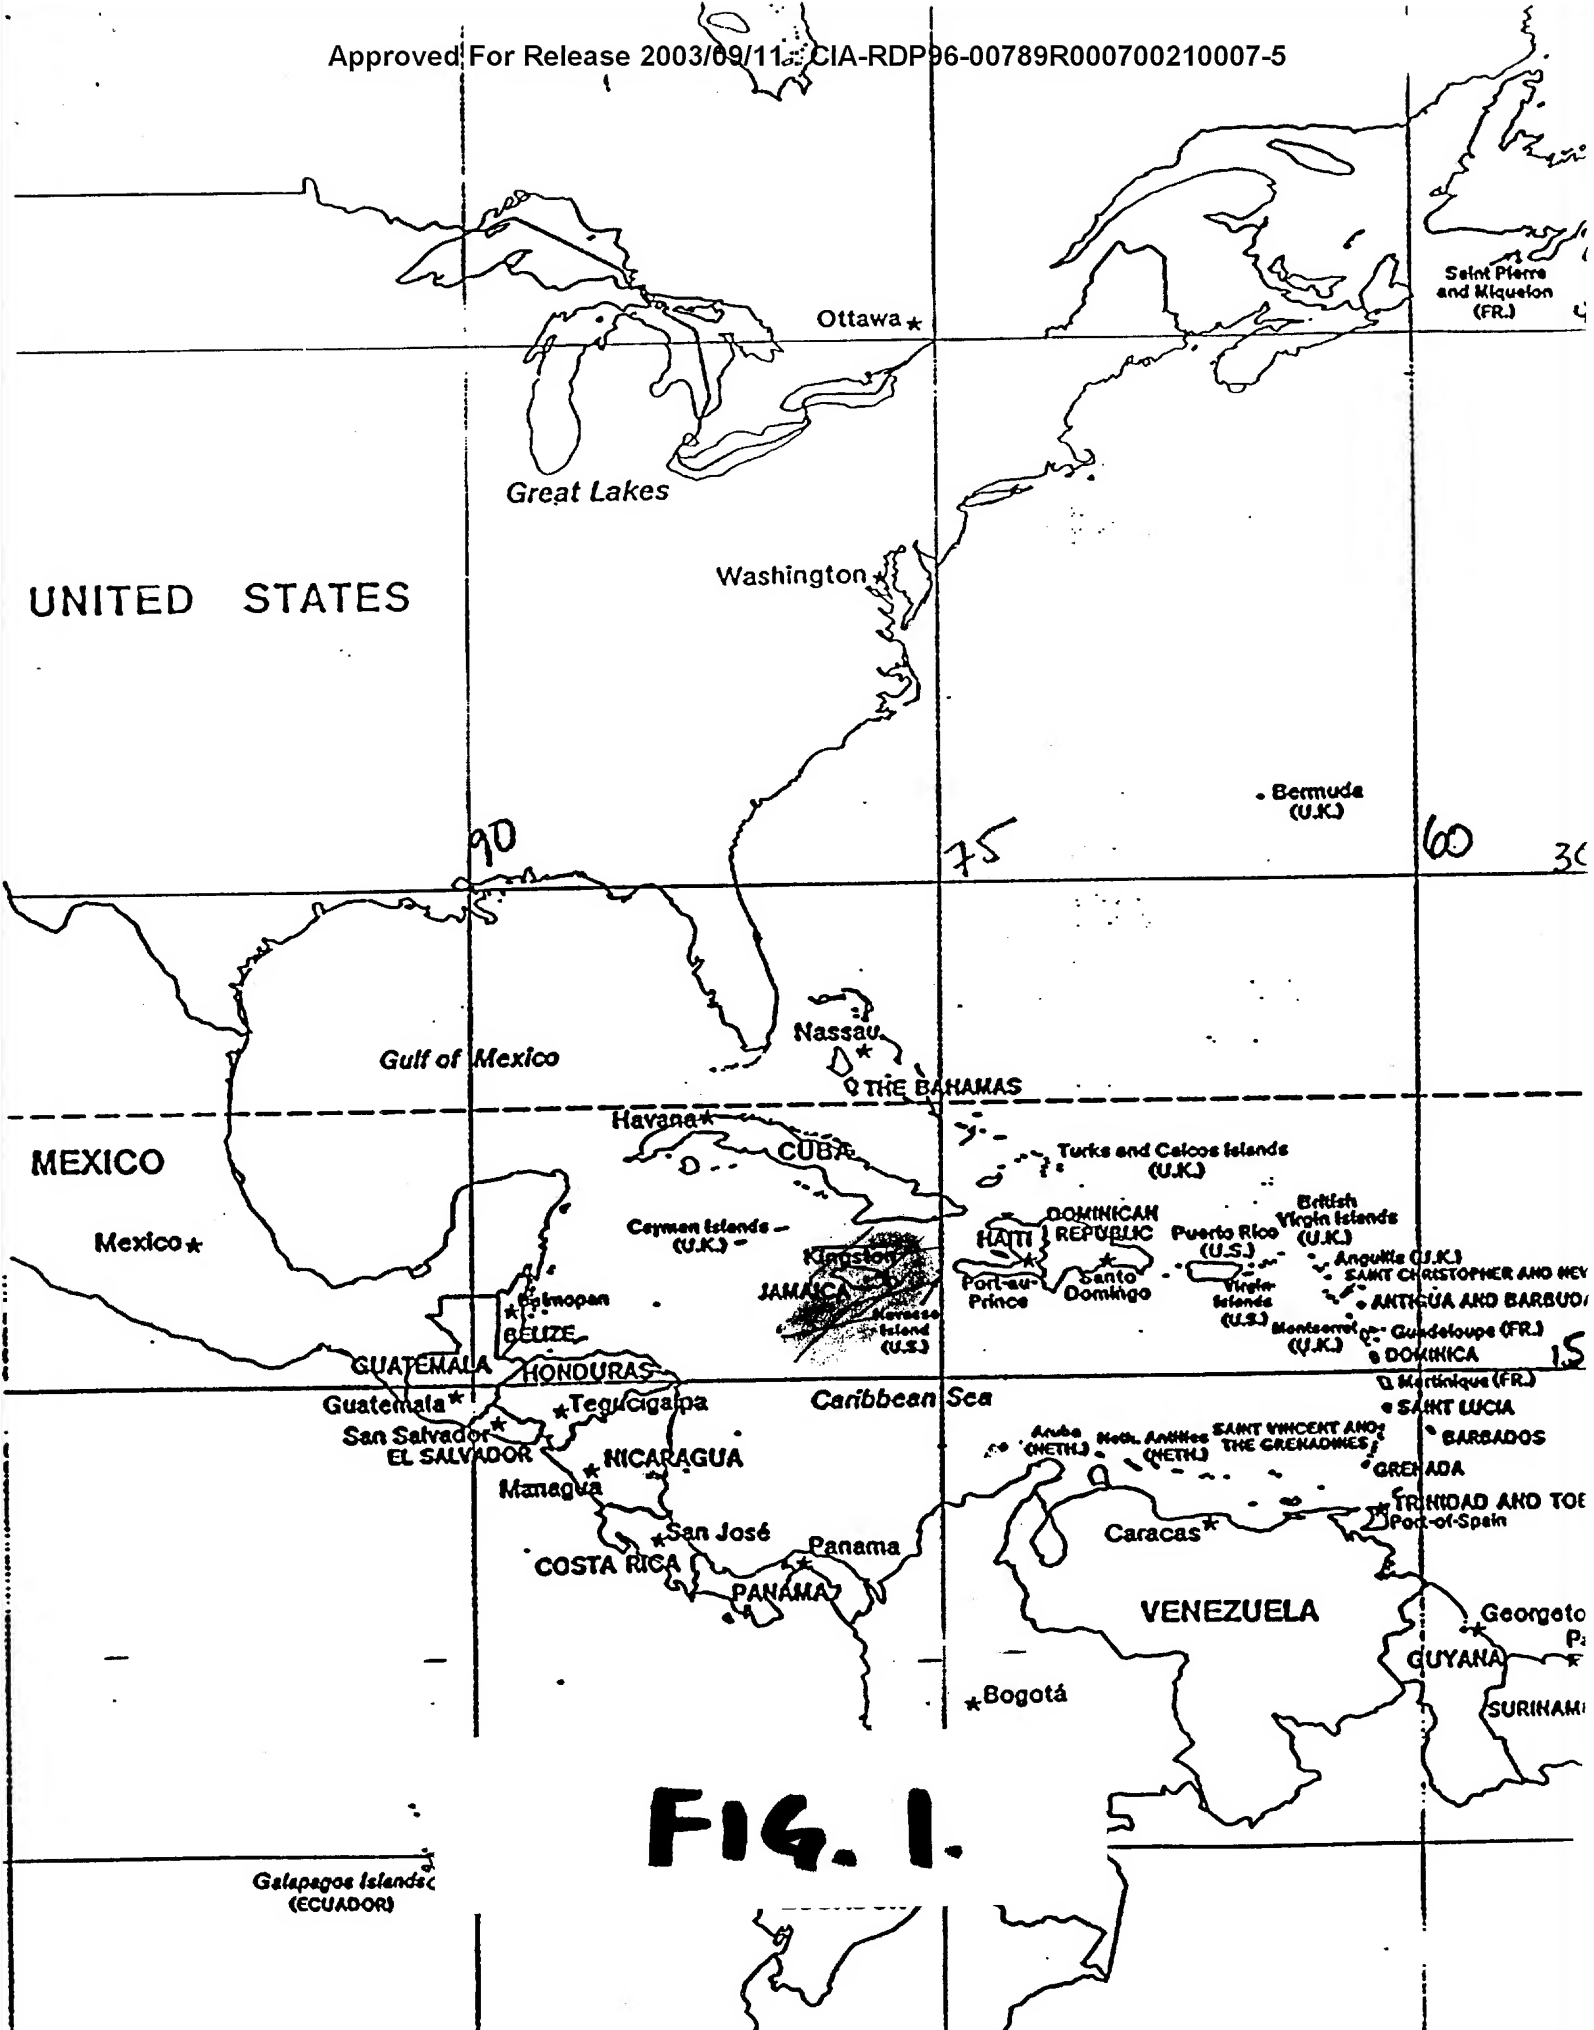 Approved For Release 2003/09/11 : CIA-RDP96-00789R000700210007-5
Saint Pierre
and Miquelon
(FR.)
Ottawa
Great Lakes
Washington
UNITED STATES
Bermuda
(U.K.)
90
75
60
Nassau
Gulf of Mexico
THE BAHAMAS
Havana
CUBA
MEXICO
Turks and Caicos Islands
(U.K.)
British
Virgin Islands
(U.K.)
DOMINICAN
REPUBLIC
Cayman Islands
(U.K.)
Puerto Rico
(U.S.)
HAITI
Mexico
Kingston
Anguilla (U.K.)
SAINT CHRISTOPHER AND NEV
Port-au-
Prince
Santo
Domingo
JAMAICA
Virgin
Islands
(U.S.)
ANTIGUA AND BARBUD
Belmopan
Navassa
Island
(U.S.)
BELIZE
Montserrat
(U.K.)
Guadeloupe (FR.)
DOMINICA
15
GUATEMALA
HONDURAS
Martinique (FR.)
Guatemala
Tegucigalpa
Caribbean Sea
SAINT LUCIA
San Salvador
EL SALVADOR
Aruba
(NETH.)
Neth. Antilles
(NETH.)
SAINT VINCENT AND
THE GRENADINES
BARBADOS
NICARAGUA
GRENADA
Managua
TRINIDAD AND TOB
Port-of-Spain
San José
Caracas
Panama
COSTA RICA
PANAMA
VENEZUELA
Georgeto
GUYANA
Bogotá
SURINAM
FIG. 1.
Galapagos Islands
(ECUADOR)